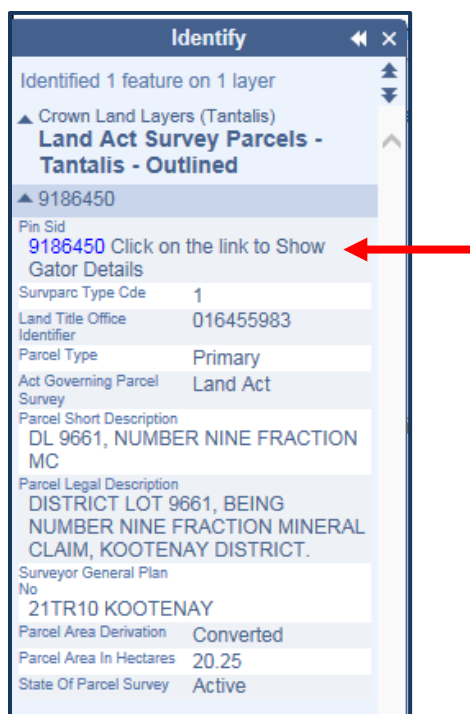 Identify
Identified 1 feature on 1 layer
Crown Land Layers (Tantalis)
Land Act Survey Parcels -
Tantalis - Outlined
9186450
Pin Sid
9186450 Click on the link to Show
Gator Details
Survparc Type Cde 1
Land Title Office
Identifier 016455983
Parcel Type Primary
Act Governing Parcel
Survey Land Act
Parcel Short Description
DL 9661, NUMBER NINE FRACTION
MC
Parcel Legal Description
DISTRICT LOT 9661, BEING
NUMBER NINE FRACTION MINERAL
CLAIM, KOOTENAY DISTRICT.
Surveyor General Plan
No
21TR10 KOOTENAY
Parcel Area Derivation Converted
Parcel Area In Hectares 20.25
State Of Parcel Survey Active